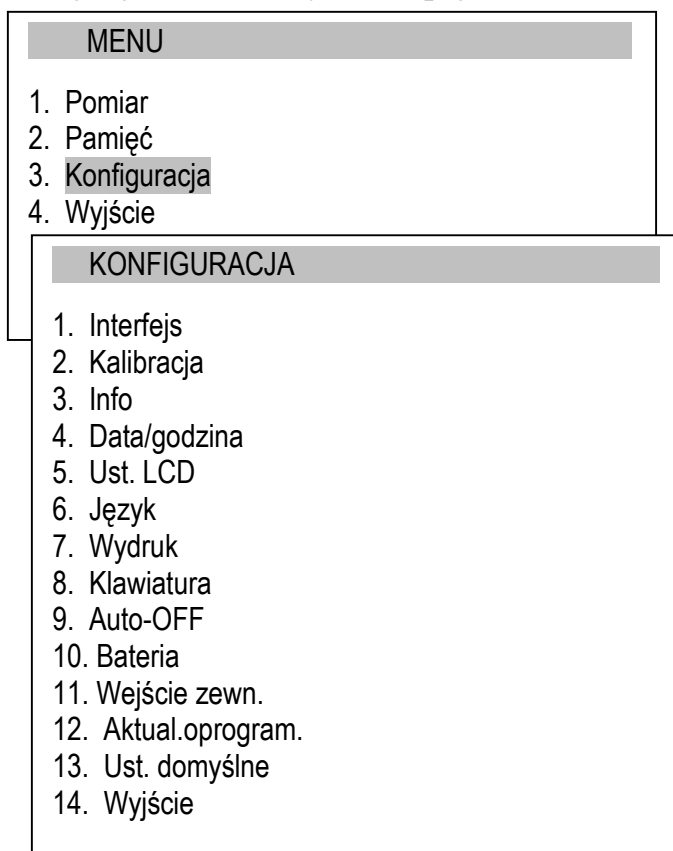 MENU
1. Pomiar
2. Pamięć
3. Konfiguracja
4. Wyjście
KONFIGURACJA
1. Interfejs
2. Kalibracja
3. Info
4. Data/godzina
5. Ust. LCD
6. Język
7. Wydruk
8. Klawiatura
9. Auto-OFF
10. Bateria
11. Wejście zewn.
12. Aktual.oprogram.
13. Ust. domyślne
14. Wyjście